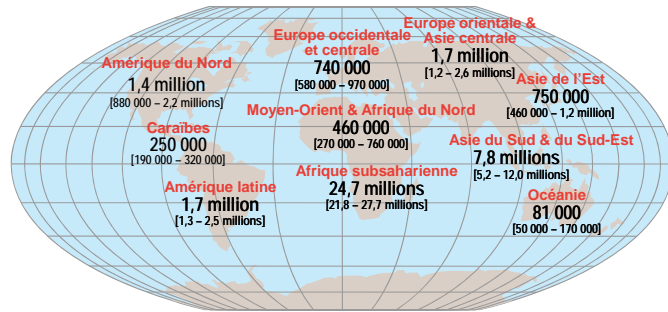 Europe orientale &
Asie centrale
1,7 million
[1,2 – 2,6 millions]
Europe occidentale
et centrale
740 000
[580 000 – 970 000]
Amérique du Nord
1,4 million
[880 000 – 2,2 millions]
Asie de l'Est
750 000
[460 000 – 1,2 million]
Moyen-Orient & Afrique du Nord
460 000
[270 000 – 760 000]
Caraïbes
250 000
[190 000 – 320 000]
Asie du Sud & du Sud-Est
7,8 millions
[5,2 – 12,0 millions]
Afrique subsaharienne
24,7 millions
[21,8 – 27,7 millions]
Amérique latine
1,7 million
[1,3 – 2,5 millions]
Océanie
81 000
[50 000 – 170 000]